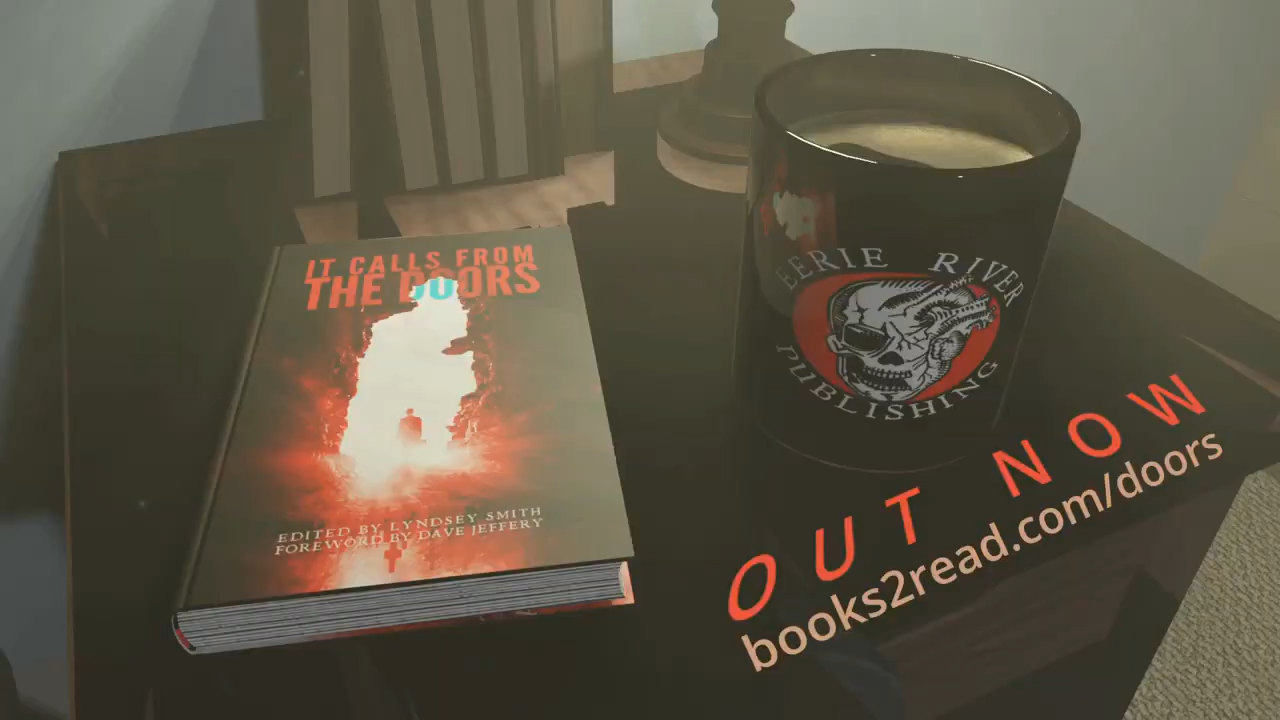 IT CALLS FROM
THE DOORS
EDITED BY LYNDSEY SMITH
FOREWORD BY DAVE JEFFERY
EERIE RIVER
PUBLISHING
OUT NOW
books2read.com/doors